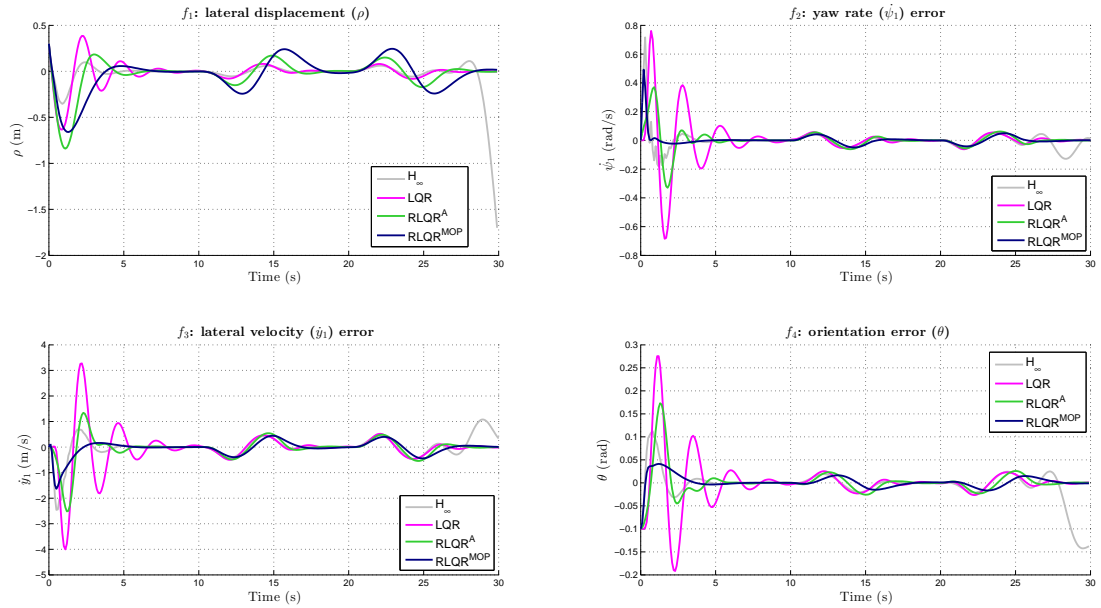 f₁: lateral displacement (ρ)
0.5
0
−0.5
−1
−1.5
−2
ρ (m)
0 5 10 15 20 25 30
Time (s)
H∞
LQR
RLQR^A
RLQR^MOP
f₂: yaw rate (ψ̇₁) error
0.8
0.6
0.4
0.2
0
−0.2
−0.4
−0.6
−0.8
ψ̇₁ (rad/s)
0 5 10 15 20 25 30
Time (s)
H∞
LQR
RLQR^A
RLQR^MOP
f₃: lateral velocity (ẏ₁) error
4
3
2
1
0
−1
−2
−3
−4
−5
ẏ₁ (m/s)
0 5 10 15 20 25 30
Time (s)
H∞
LQR
RLQR^A
RLQR^MOP
f₄: orientation error (θ)
0.3
0.25
0.2
0.15
0.1
0.05
0
−0.05
−0.1
−0.15
−0.2
θ (rad)
0 5 10 15 20 25 30
Time (s)
H∞
LQR
RLQR^A
RLQR^MOP